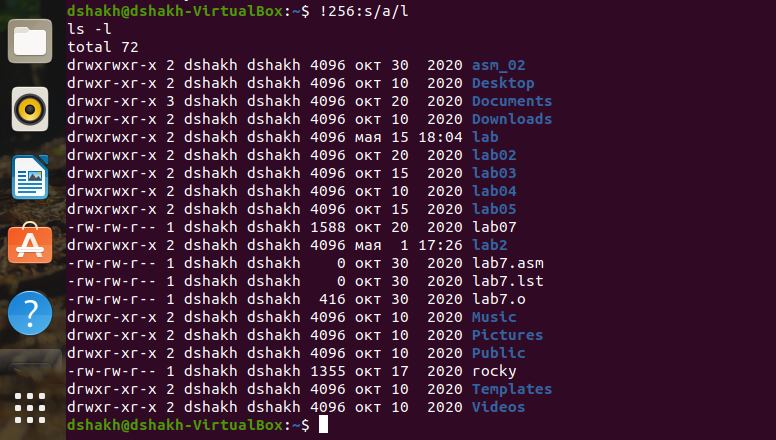 dshakh@dshakh-VirtualBox:~$ !256:s/a/l
ls -l
total 72
drwxrwxr-x 2 dshakh dshakh 4096 окт 30  2020 asm_02
drwxr-xr-x 2 dshakh dshakh 4096 окт 10  2020 Desktop
drwxr-xr-x 3 dshakh dshakh 4096 окт 20  2020 Documents
drwxr-xr-x 2 dshakh dshakh 4096 окт 10  2020 Downloads
drwxrwxr-x 2 dshakh dshakh 4096 мая 15 18:04 lab
drwxrwxr-x 2 dshakh dshakh 4096 окт 20  2020 lab02
drwxrwxr-x 2 dshakh dshakh 4096 окт 15  2020 lab03
drwxrwxr-x 2 dshakh dshakh 4096 окт 10  2020 lab04
drwxrwxr-x 2 dshakh dshakh 4096 окт 15  2020 lab05
-rw-rw-r-- 1 dshakh dshakh 1588 окт 20  2020 lab07
drwxrwxr-x 2 dshakh dshakh 4096 мая  1 17:26 lab2
-rw-rw-r-- 1 dshakh dshakh    0 окт 30  2020 lab7.asm
-rw-rw-r-- 1 dshakh dshakh    0 окт 30  2020 lab7.lst
-rw-rw-r-- 1 dshakh dshakh  416 окт 30  2020 lab7.o
drwxr-xr-x 2 dshakh dshakh 4096 окт 10  2020 Music
drwxr-xr-x 2 dshakh dshakh 4096 окт 10  2020 Pictures
drwxr-xr-x 2 dshakh dshakh 4096 окт 10  2020 Public
-rw-rw-r-- 1 dshakh dshakh 1355 окт 17  2020 rocky
drwxr-xr-x 2 dshakh dshakh 4096 окт 10  2020 Templates
drwxr-xr-x 2 dshakh dshakh 4096 окт 10  2020 Videos
dshakh@dshakh-VirtualBox:~$